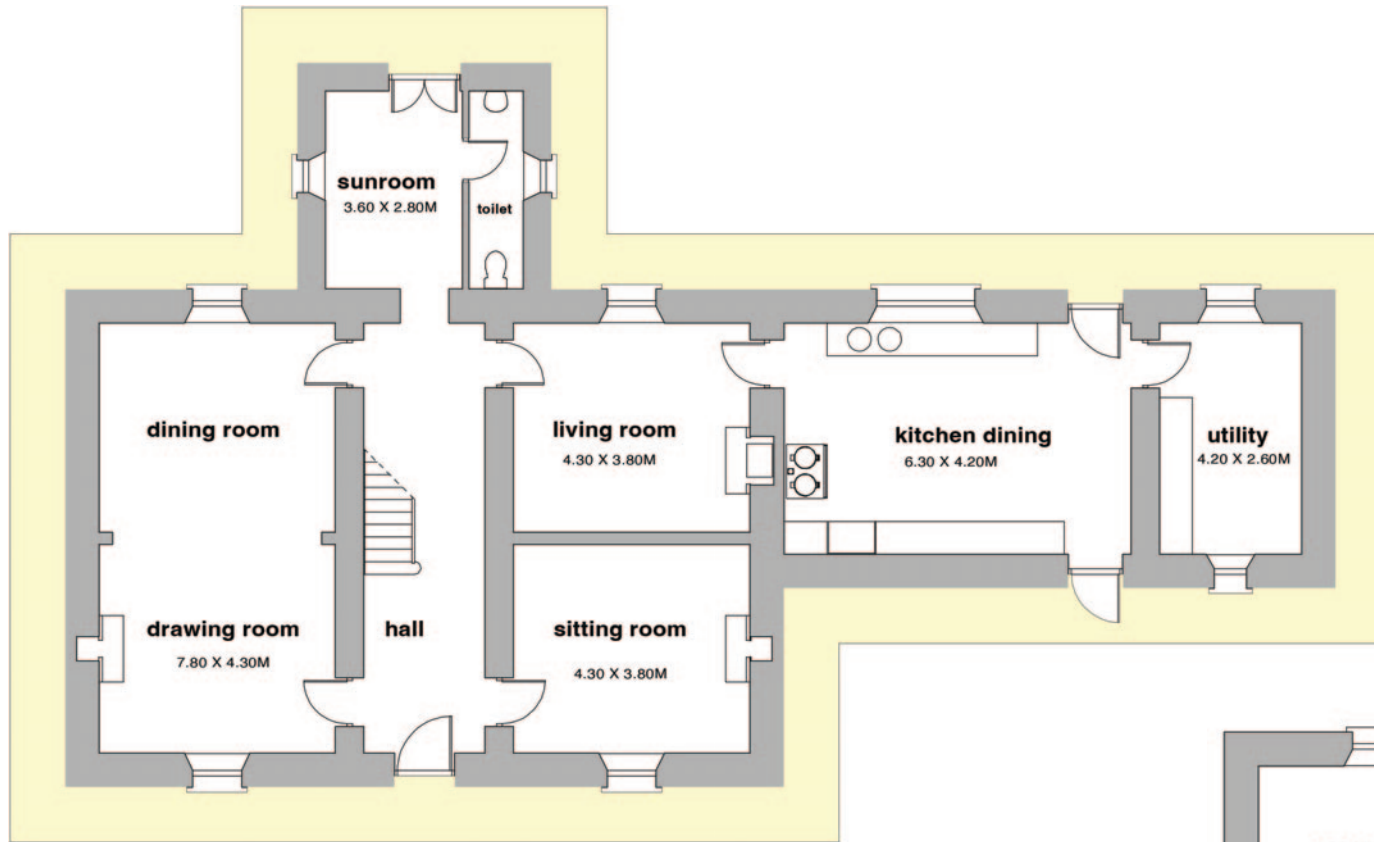 sunroom
3.60 X 2.80M
toilet
dining room
living room
4.30 X 3.80M
kitchen dining
6.30 X 4.20M
utility
4.20 X 2.60M
drawing room
7.80 X 4.30M
hall
sitting room
4.30 X 3.80M